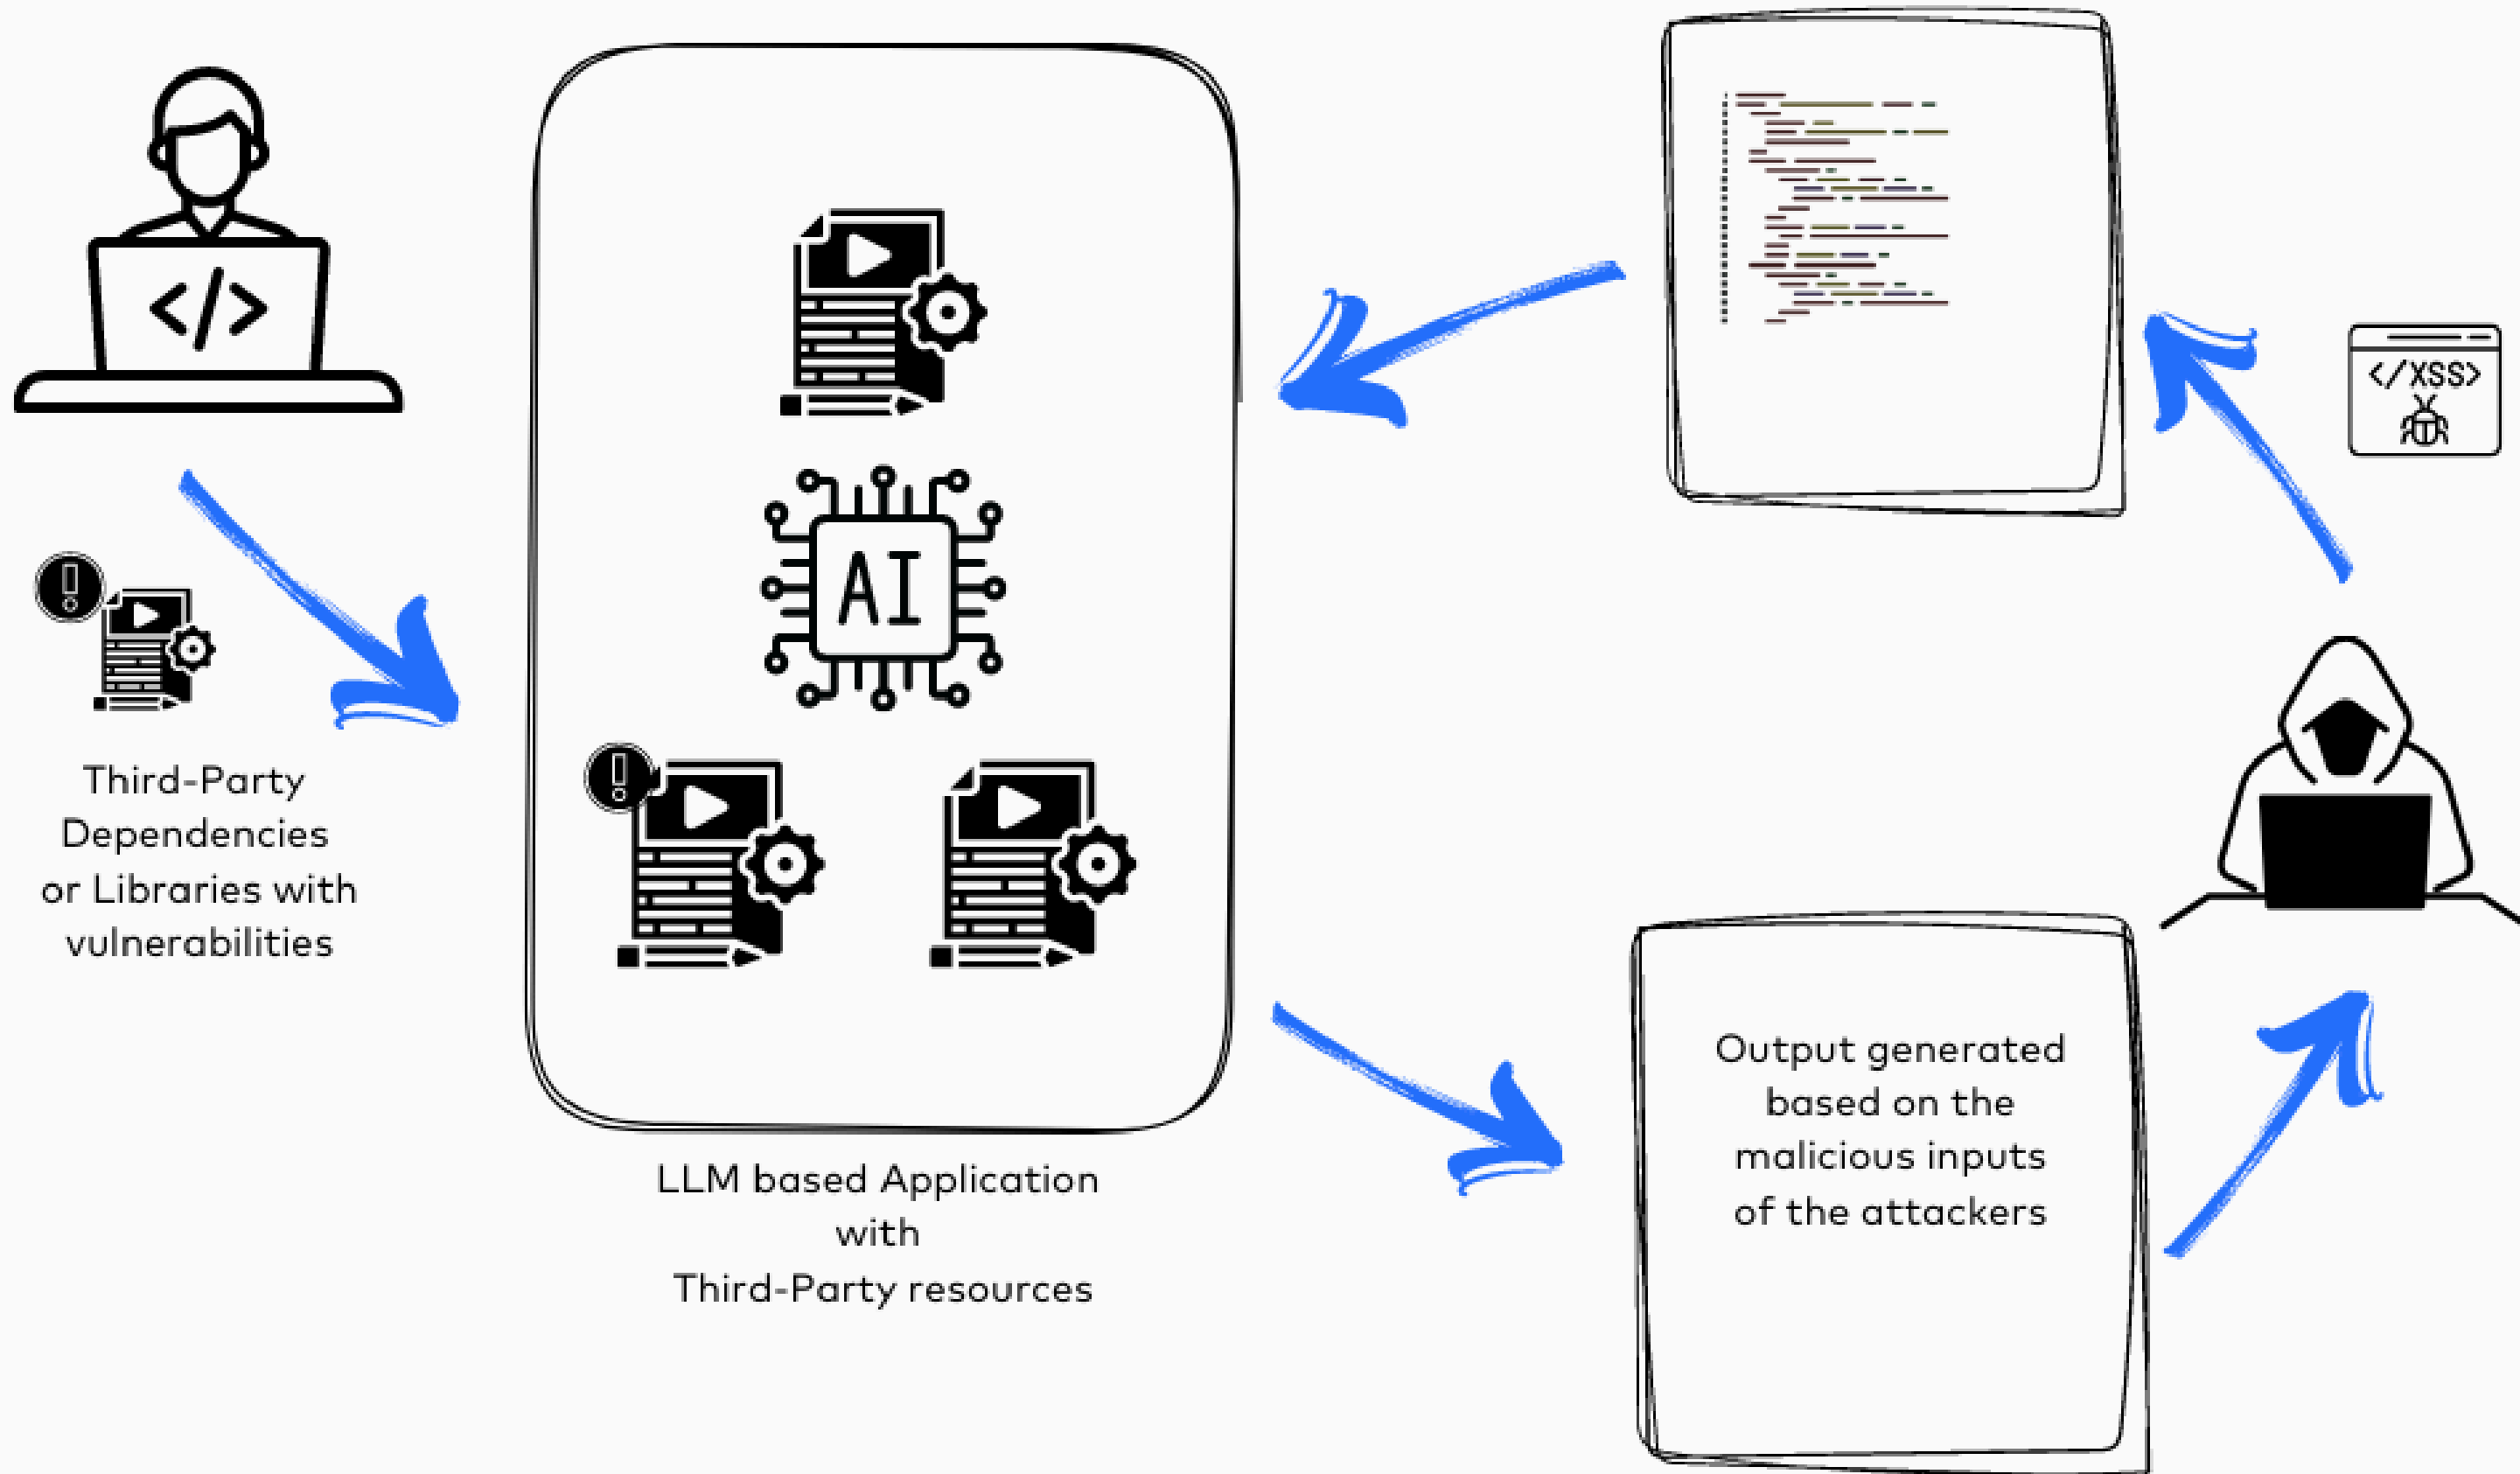 </>
Third-Party
Dependencies
or Libraries with
vulnerabilities
AI
LLM based Application
with
Third-Party resources
</XSS>
Output generated
based on the
malicious inputs
of the attackers